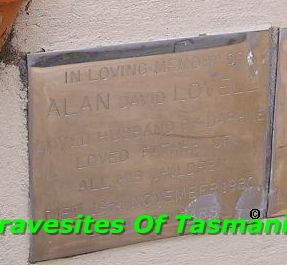 IN LOVING MEMORY OF
ALAN DAVID LOVELL
LOVED HUSBAND OF
LOVED FATHER OF
ALL HIS CHILDREN
DIED NOVEMBER
©
Gravesites Of Tasmania